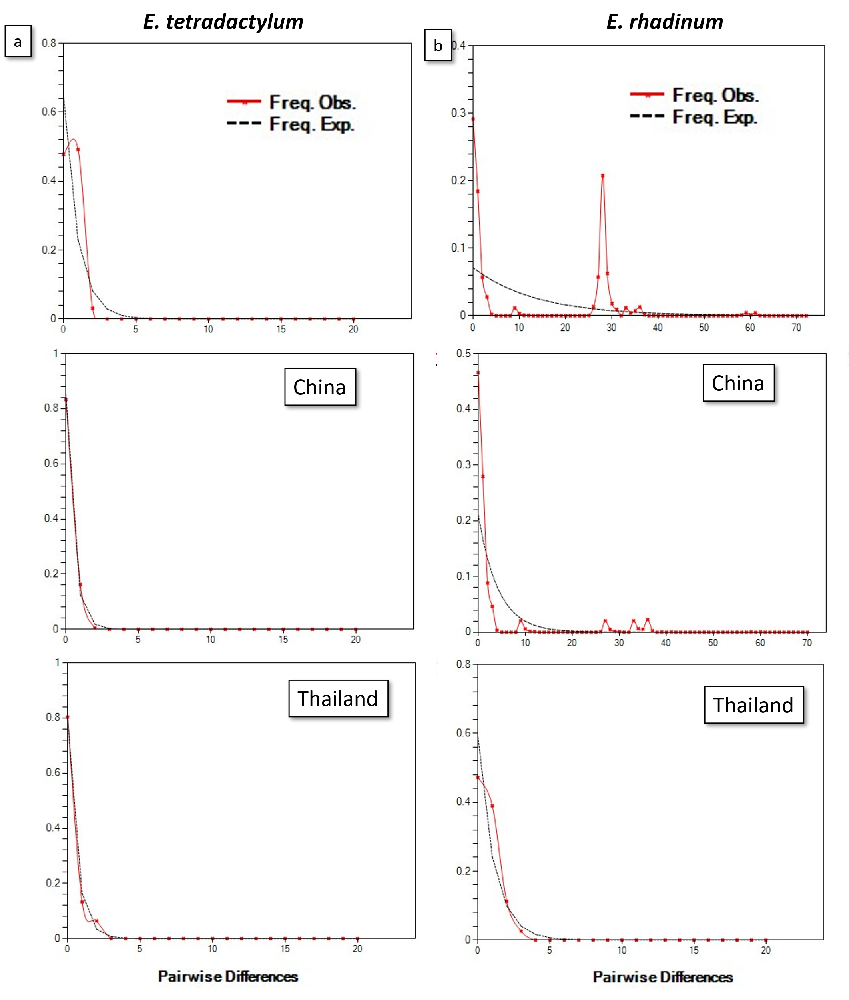 E. tetradactylum
E. rhadinum
a
0.8
0.6
0.4
0.2
0
0 5 10 15 20
Freq. Obs.
Freq. Exp.
b
0.4
0.3
0.2
0.1
0
0 10 20 30 40 50 60 70
Freq. Obs.
Freq. Exp.
1
0.8
0.6
0.4
0.2
0
0 5 10 15 20
China
0.5
0.4
0.3
0.2
0.1
0
0 10 20 30 40 50 60 70
China
1
0.8
0.6
0.4
0.2
0
0 5 10 15 20
Thailand
Pairwise Differences
0.8
0.6
0.4
0.2
0
0 5 10 15 20
Thailand
Pairwise Differences